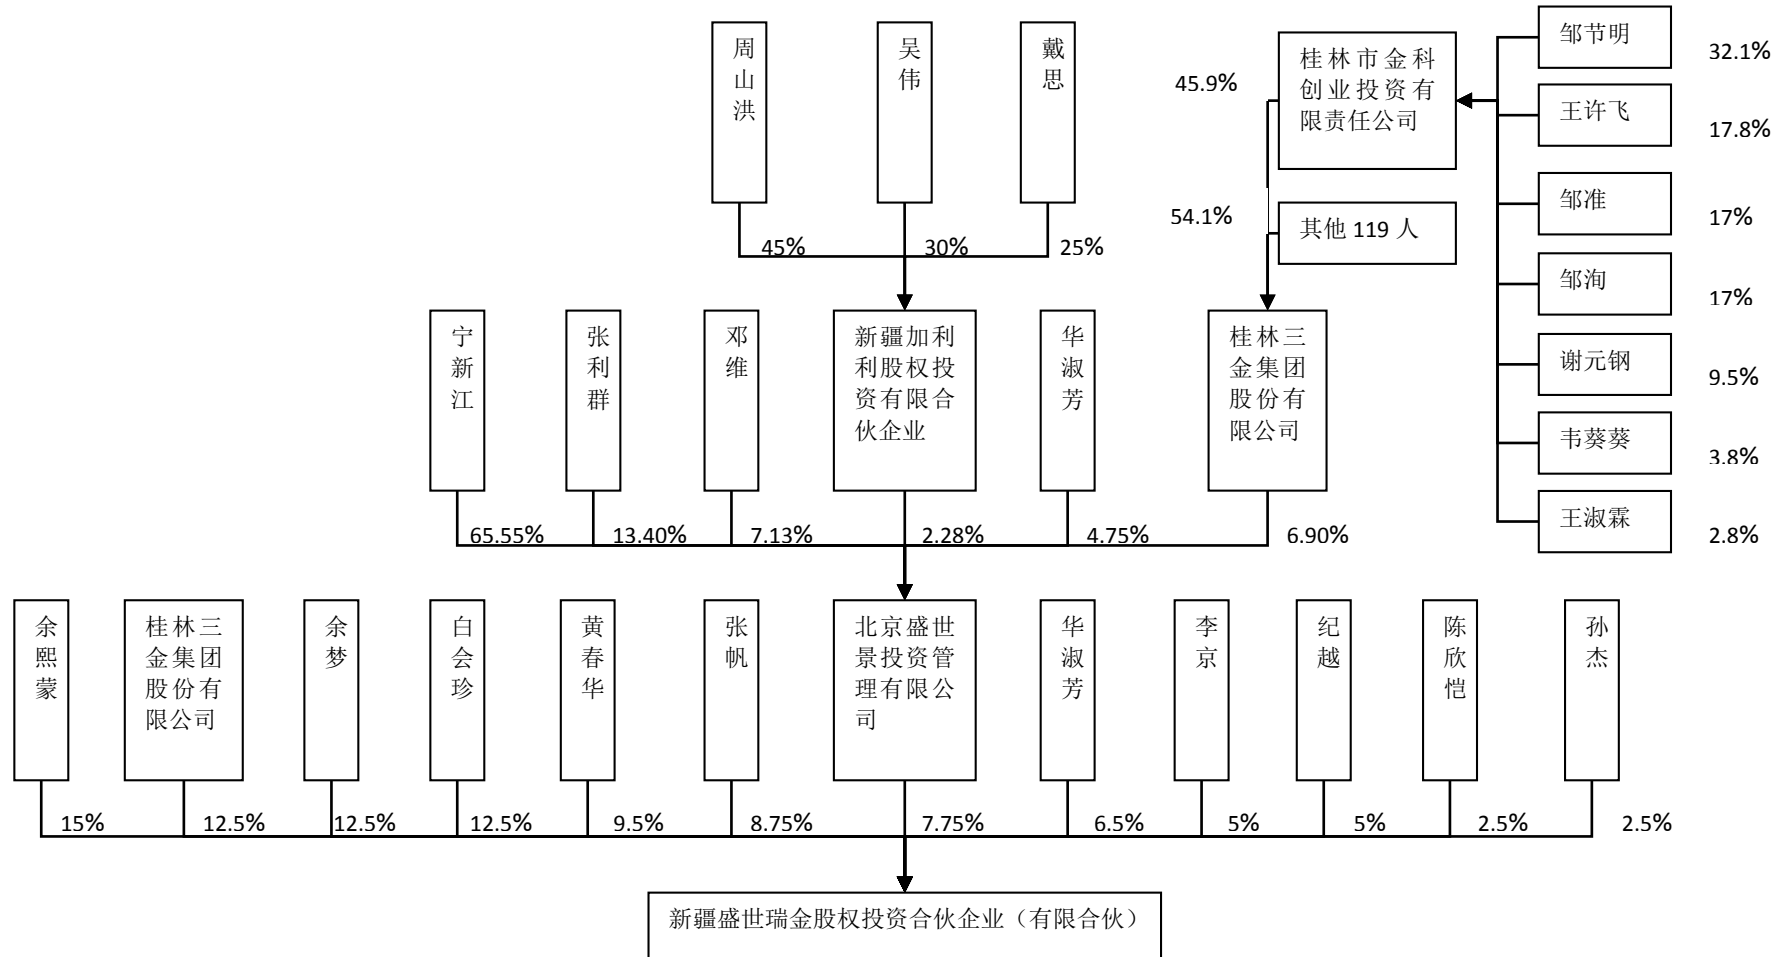 周
山
洪
吴
伟
戴
思
45%
30%
25%
45.9%
桂林市金科
创业投资有
限责任公司
54.1%
其他 119 人
邹节明
32.1%
王许飞
17.8%
邹准
17%
邹洵
17%
谢元钢
9.5%
韦葵葵
3.8%
王淑霖
2.8%
宁
新
江
张
利
群
邓
维
新疆加利
利股权投
资有限合
伙企业
华
淑
芳
桂林三
金集团
股份有
限公司
65.55%
13.40%
7.13%
2.28%
4.75%
6.90%
余
熙
蒙
桂林三
金集团
股份有
限公司
余
梦
白
会
珍
黄
春
华
张
帆
北京盛世
景投资管
理有限公
司
华
淑
芳
李
京
纪
越
陈
欣
恺
孙
杰
15%
12.5%
12.5%
12.5%
9.5%
8.75%
7.75%
6.5%
5%
5%
2.5%
2.5%
新疆盛世瑞金股权投资合伙企业（有限合伙）